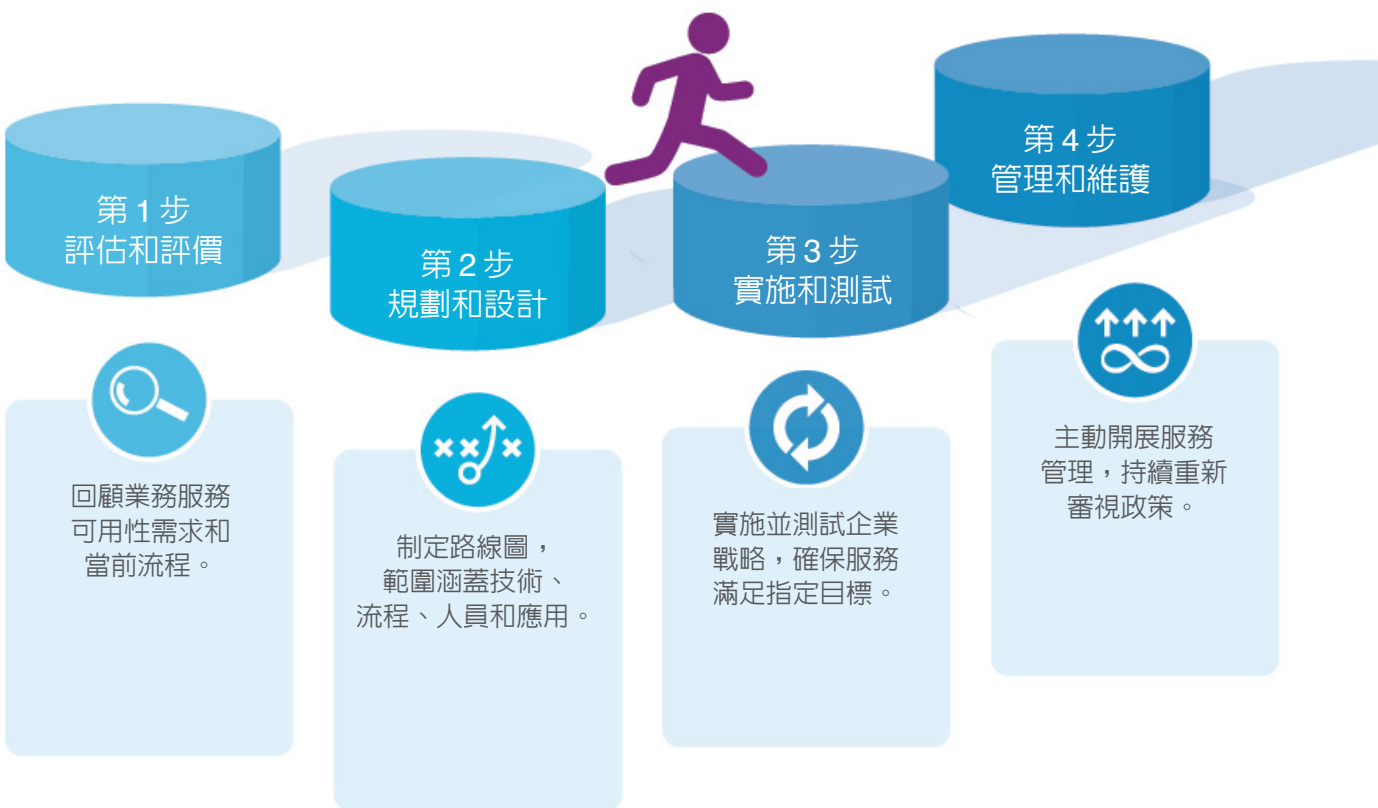 第 1 步
評估和評價
第 2 步
規劃和設計
第 3 步
實施和測試
第 4 步
管理和維護
回顧業務服務
可用性需求和
當前流程。
制定路線圖，
範圍涵蓋技術、
流程、人員和應用。
實施並測試企業
戰略，確保服務
滿足指定目標。
主動開展服務
管理，持續重新
審視政策。